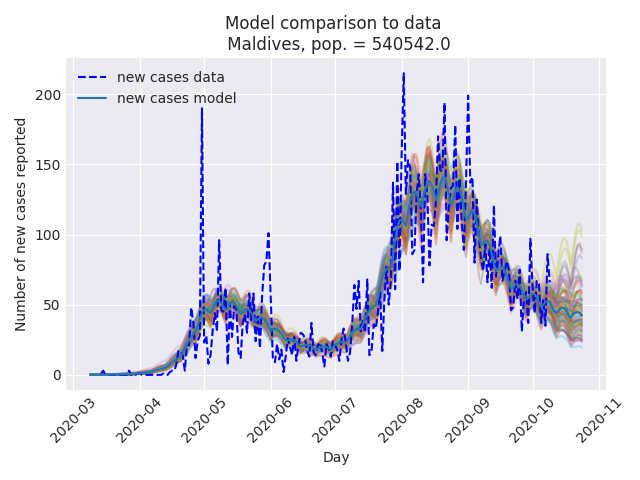 Model comparison to data
Maldives, pop. = 540542.0
new cases data
new cases model
Number of new cases reported
200
150
100
50
0
2020-03
2020-04
2020-05
2020-06
2020-07
2020-08
2020-09
2020-10
2020-11
Day